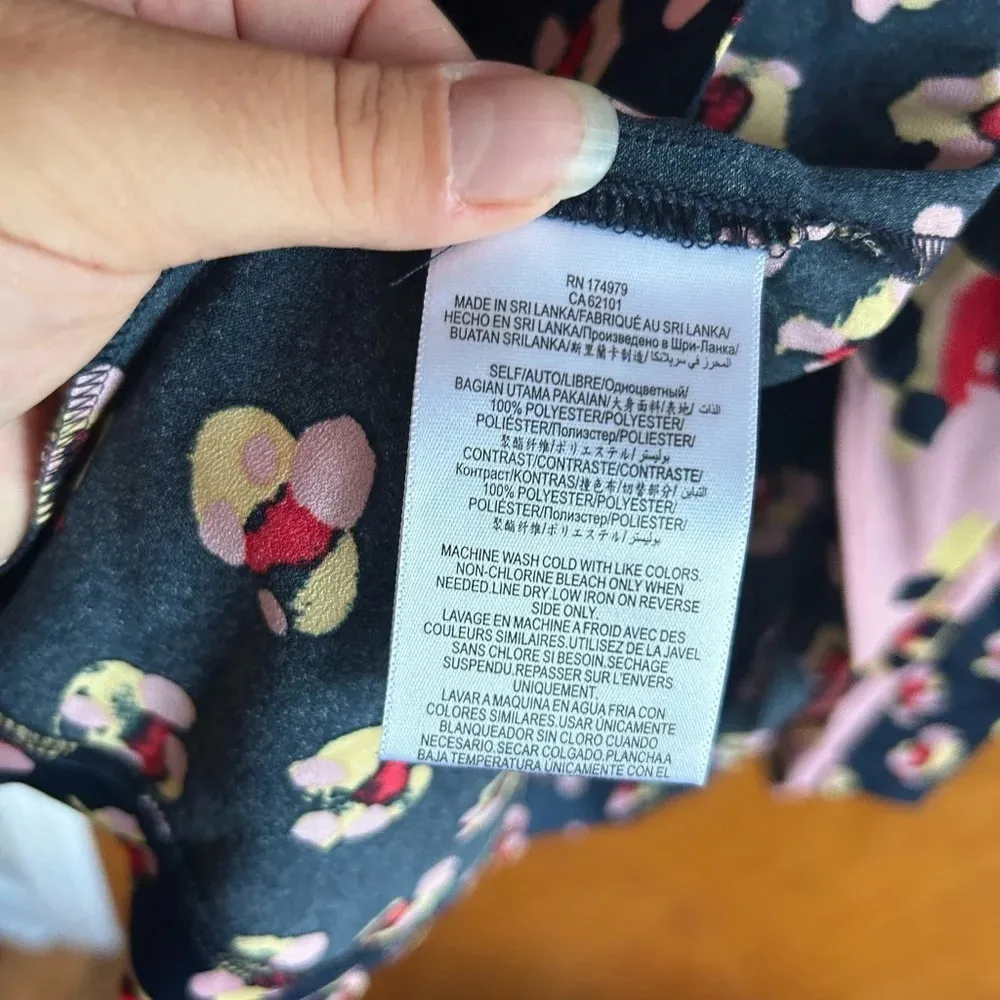 RN 174979
CA 62101
MADE IN SRI LANKA/FABRIQUÉ AU SRI LANKA/
HECHO EN SRI LANKA/Произведено в Шри-Ланка/
BUATAN SRILANKA/斯里蘭卡制造/المحرز في سريلانكا
SELF/AUTO/LIBRE/Одноцветный/
BAGIAN UTAMA PAKAIAN/大身面料/表地/الذات
100% POLYESTER/POLYESTER/
POLIÉSTER/Полиэстер/POLIESTER/
聚酯纤维/ポリエステル/بوليستر
CONTRAST/CONTRASTE/CONTRASTE/
Контраст/KONTRAS/撞色布/切替部分/التباين
100% POLYESTER/POLYESTER/
POLIÉSTER/Полиэстер/POLIESTER/
聚酯纤维/ポリエステル/بوليستر
MACHINE WASH COLD WITH LIKE COLORS.
NON-CHLORINE BLEACH ONLY WHEN
NEEDED.LINE DRY.LOW IRON ON REVERSE
SIDE ONLY.
LAVAGE EN MACHINE A FROID AVEC DES
COULEURS SIMILAIRES.UTILISEZ DE LA JAVEL
SANS CHLORE SI BESOIN.SECHAGE
SUSPENDU.REPASSER SUR L'ENVERS
UNIQUEMENT.
LAVAR A MAQUINA EN AGUA FRIA CON
COLORES SIMILARES.USAR ÚNICAMENTE
BLANQUEADOR SIN CLORO CUANDO
NECESARIO.SECAR COLGADO.PLANCHA A
BAJA TEMPERATURA ÚNICAMENTE CON EL